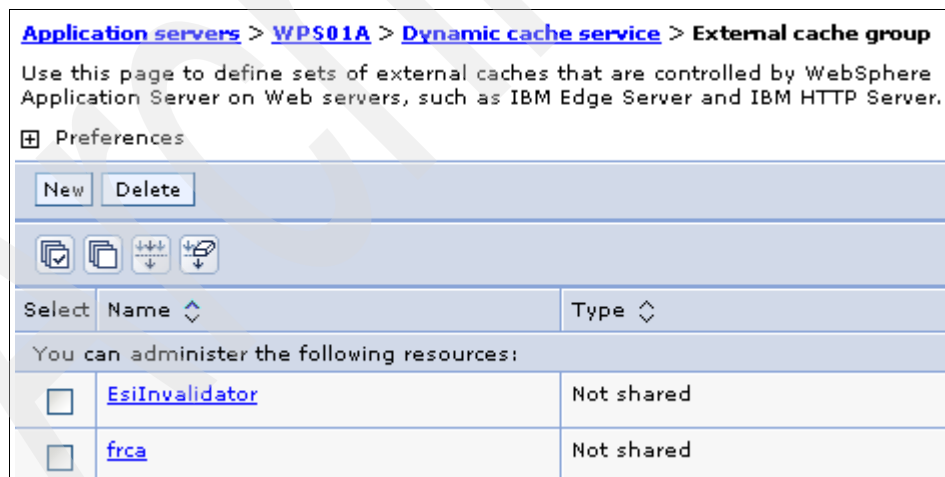 Application servers > WPS01A > Dynamic cache service > External cache group
Use this page to define sets of external caches that are controlled by WebSphere
Application Server on Web servers, such as IBM Edge Server and IBM HTTP Server.
Preferences
New Delete
Select Name Type
You can administer the following resources:
EsiInvalidator Not shared
frca Not shared